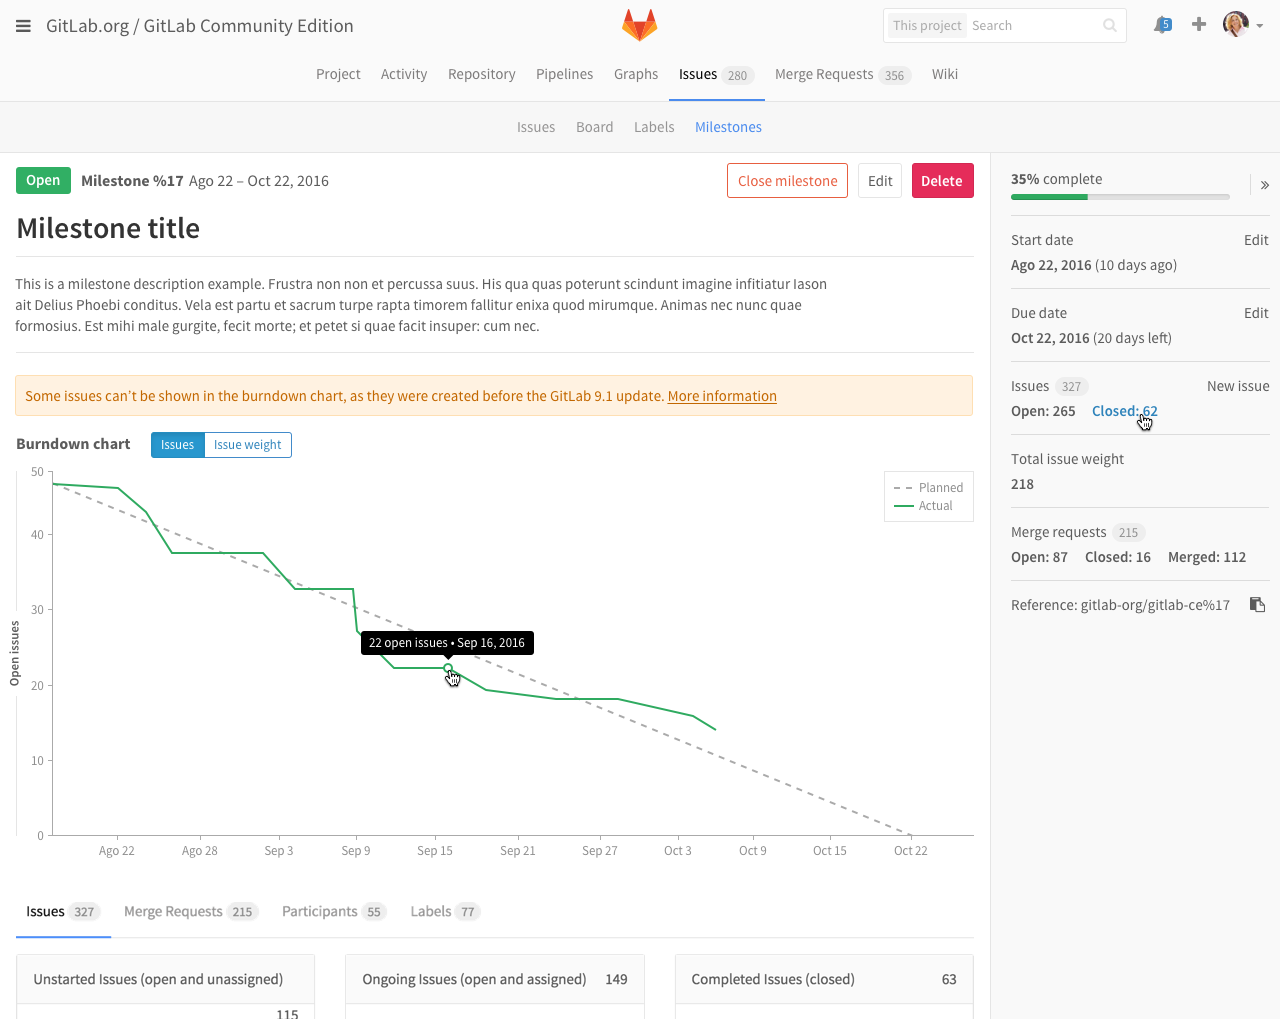 GitLab.org / GitLab Community Edition
This project Search
5
Project Activity Repository Pipelines Graphs Issues 280 Merge Requests 356 Wiki
Issues Board Labels Milestones
Open Milestone %17 Ago 22 – Oct 22, 2016
Close milestone Edit Delete
Milestone title
This is a milestone description example. Frustra non non et percussa suus. His qua quas poterunt scindunt imagine infitiatur Iason
ait Delius Phoebi conditus. Vela est partu et sacrum turpe rapta timorem fallitur enixa quod mirumque. Animas nec nunc quae
formosius. Est mihi male gurgite, fecit morte; et petet si quae facit insuper: cum nec.
Some issues can’t be shown in the burndown chart, as they were created before the GitLab 9.1 update. More information
Burndown chart Issues Issue weight
50
40
30
20
10
0
Open issues
Planned
Actual
22 open issues • Sep 16, 2016
Ago 22 Ago 28 Sep 3 Sep 9 Sep 15 Sep 21 Sep 27 Oct 3 Oct 9 Oct 15 Oct 22
Issues 327 Merge Requests 215 Participants 55 Labels 77
Unstarted Issues (open and unassigned)
115
Ongoing Issues (open and assigned) 149
Completed Issues (closed) 63
35% complete
»
Start date Edit
Ago 22, 2016 (10 days ago)
Due date Edit
Oct 22, 2016 (20 days left)
Issues 327 New issue
Open: 265 Closed: 62
Total issue weight
218
Merge requests 215
Open: 87 Closed: 16 Merged: 112
Reference: gitlab-org/gitlab-ce%17